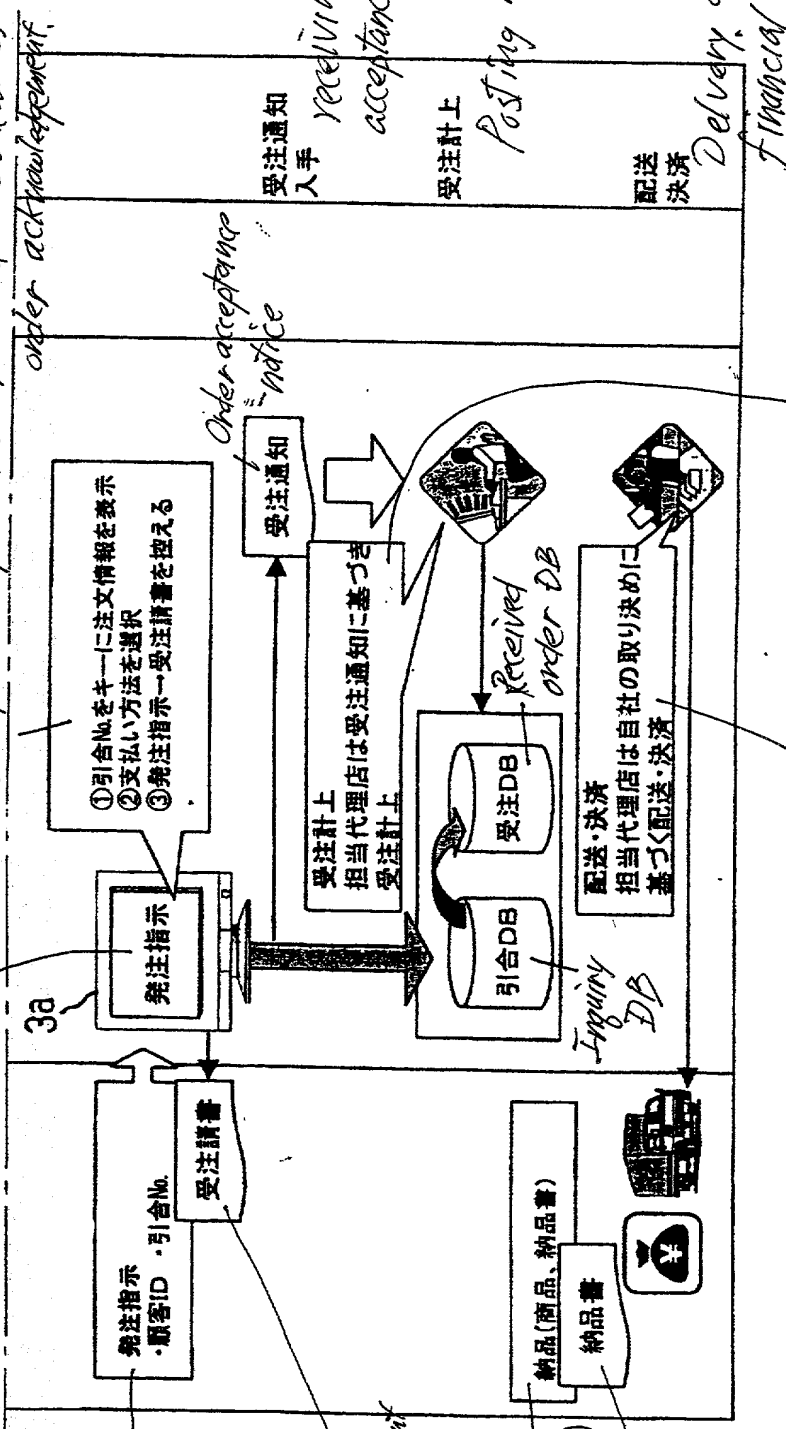 order acknowledgement.
3a
発注指示
・顧客ID ・引合No.
受注請書
発注指示
①引合No.をキーに注文情報を表示
②支払い方法を選択
③発注指示→受注請書を控える
Order acceptance
notice
受注通知
受注通知
入手
acceptance
受注計上
担当代理店は受注通知に基づき
受注計上
受注計上
Posting
引合DB
受注DB
Inquiry
DB
Received
order DB
納品(商品、納品書)
納品書
¥
配送・決済
担当代理店は自社の取り決めに
基づく配送・決済
配送
決済
Delivery
financial